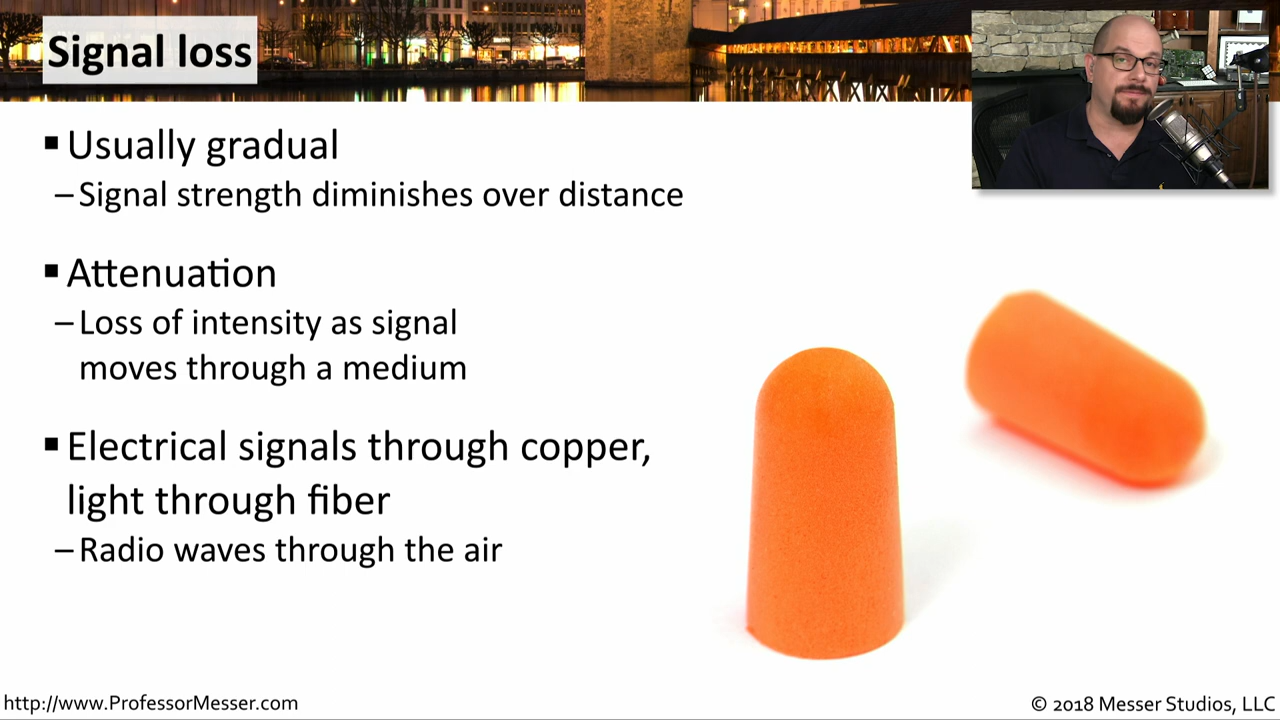 Signal loss
▪ Usually gradual
– Signal strength diminishes over distance
▪ Attenuation
– Loss of intensity as signal
moves through a medium
▪ Electrical signals through copper,
light through fiber
– Radio waves through the air
http://www.ProfessorMesser.com
© 2018 Messer Studios, LLC